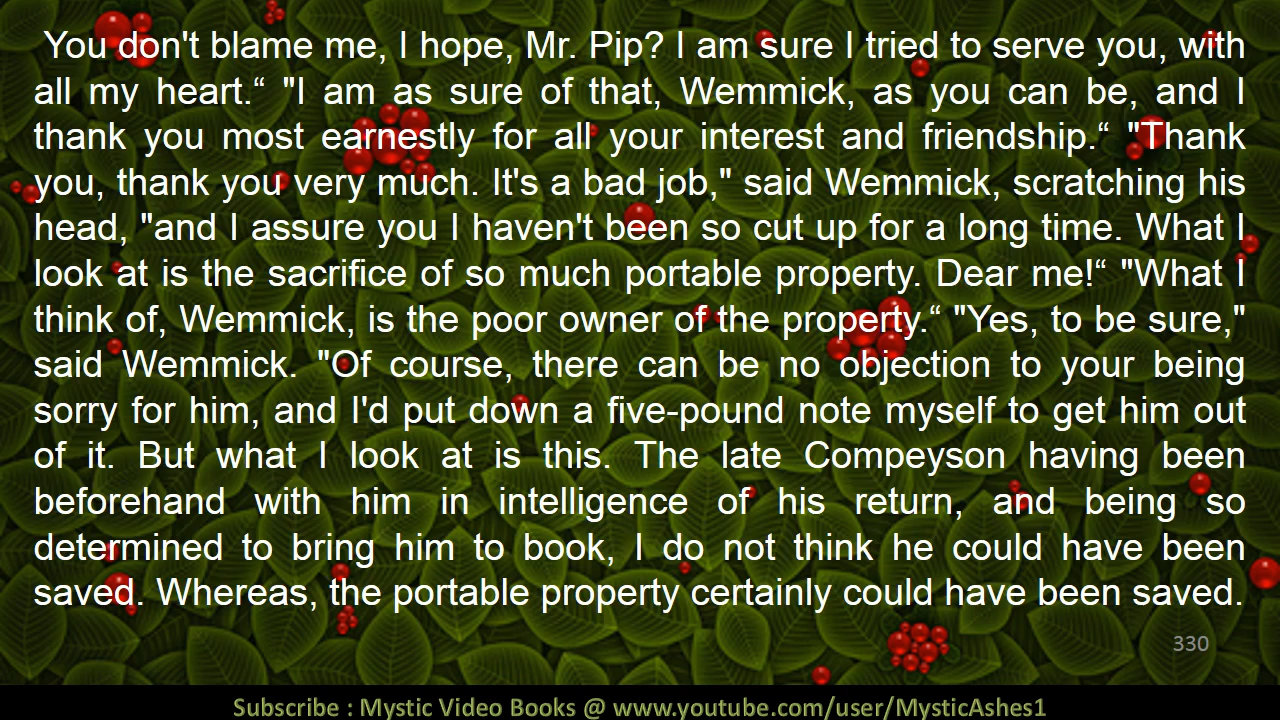 You don't blame me, I hope, Mr. Pip? I am sure I tried to serve you, with
all my heart.“ "I am as sure of that, Wemmick, as you can be, and I
thank you most earnestly for all your interest and friendship.“ "Thank
you, thank you very much. It's a bad job," said Wemmick, scratching his
head, "and I assure you I haven't been so cut up for a long time. What I
look at is the sacrifice of so much portable property. Dear me!“ "What I
think of, Wemmick, is the poor owner of the property.“ "Yes, to be sure,"
said Wemmick. "Of course, there can be no objection to your being
sorry for him, and I'd put down a five-pound note myself to get him out
of it. But what I look at is this. The late Compeyson having been
beforehand with him in intelligence of his return, and being so
determined to bring him to book, I do not think he could have been
saved. Whereas, the portable property certainly could have been saved.
330
Subscribe : Mystic Video Books @ www.youtube.com/user/MysticAshes1